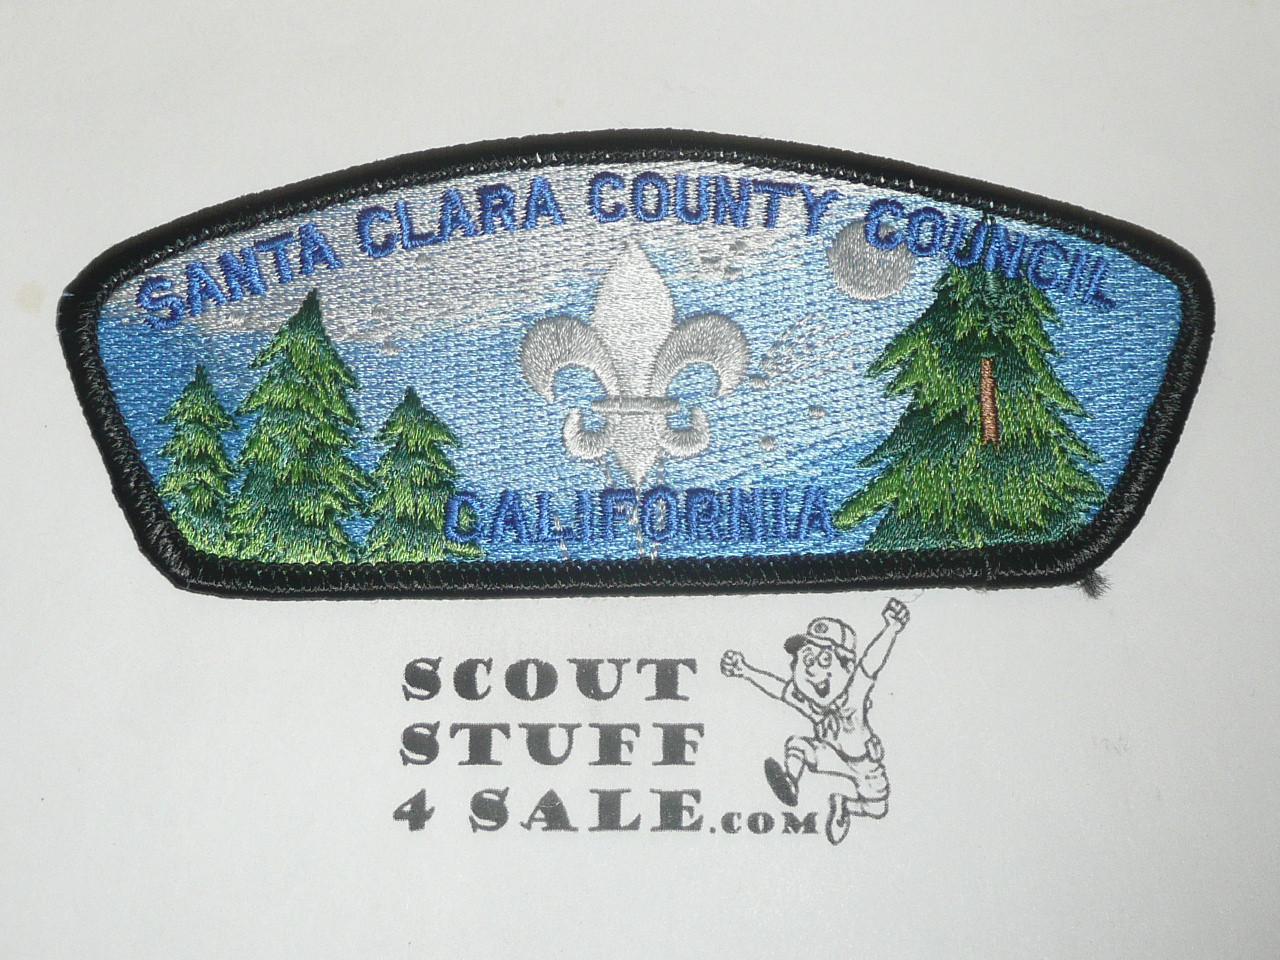 SANTA CLARA COUNTY COUNCIL
CALIFORNIA
SCOUT
STUFF
4 SALE.COM